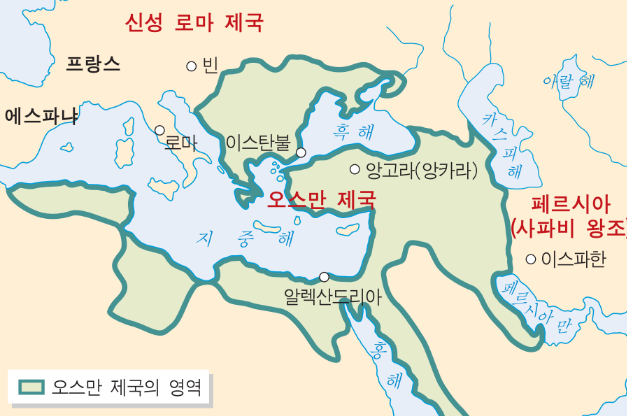 신성 로마 제국
프랑스
빈
아랄 해
에스파냐
로마
이스탄불
흑 해
카스피 해
앙고라(앙카라)
오스만 제국
페르시아
(사파비 왕조)
지 중 해
이스파한
알렉산드리아
페르시아 만
홍 해
오스만 제국의 영역